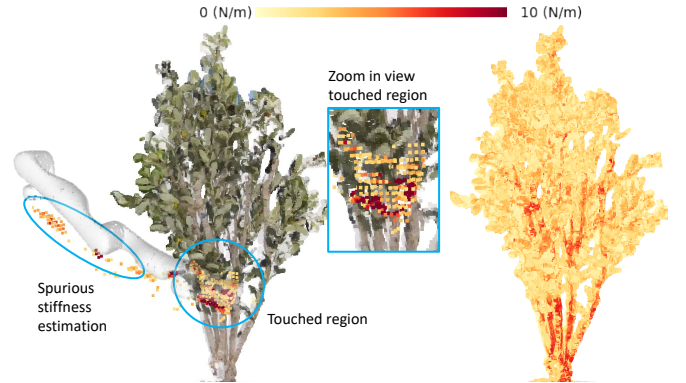 0 (N/m)
10 (N/m)
Zoom in view
touched region
Spurious
stiffness
estimation
Touched region